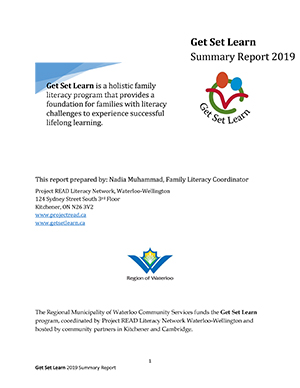 Get Set Learn
Summary Report 2019
Get Set Learn is a holistic family
literacy program that provides a
foundation for families with literacy
challenges to experience successful
lifelong learning.
Get Set Learn
This report prepared by: Nadia Muhammad, Family Literacy Coordinator
Project READ Literacy Network, Waterloo-Wellington
124 Sydney Street South 3rd Floor
Kitchener, ON N26 3V2
www.projectread.ca
www.getsetlearn.ca
Region of Waterloo
The Regional Municipality of Waterloo Community Services funds the Get Set Learn
program, coordinated by Project READ Literacy Network Waterloo-Wellington and
hosted by community partners in Kitchener and Cambridge.
1
Get Set Learn 2019 Summary Report